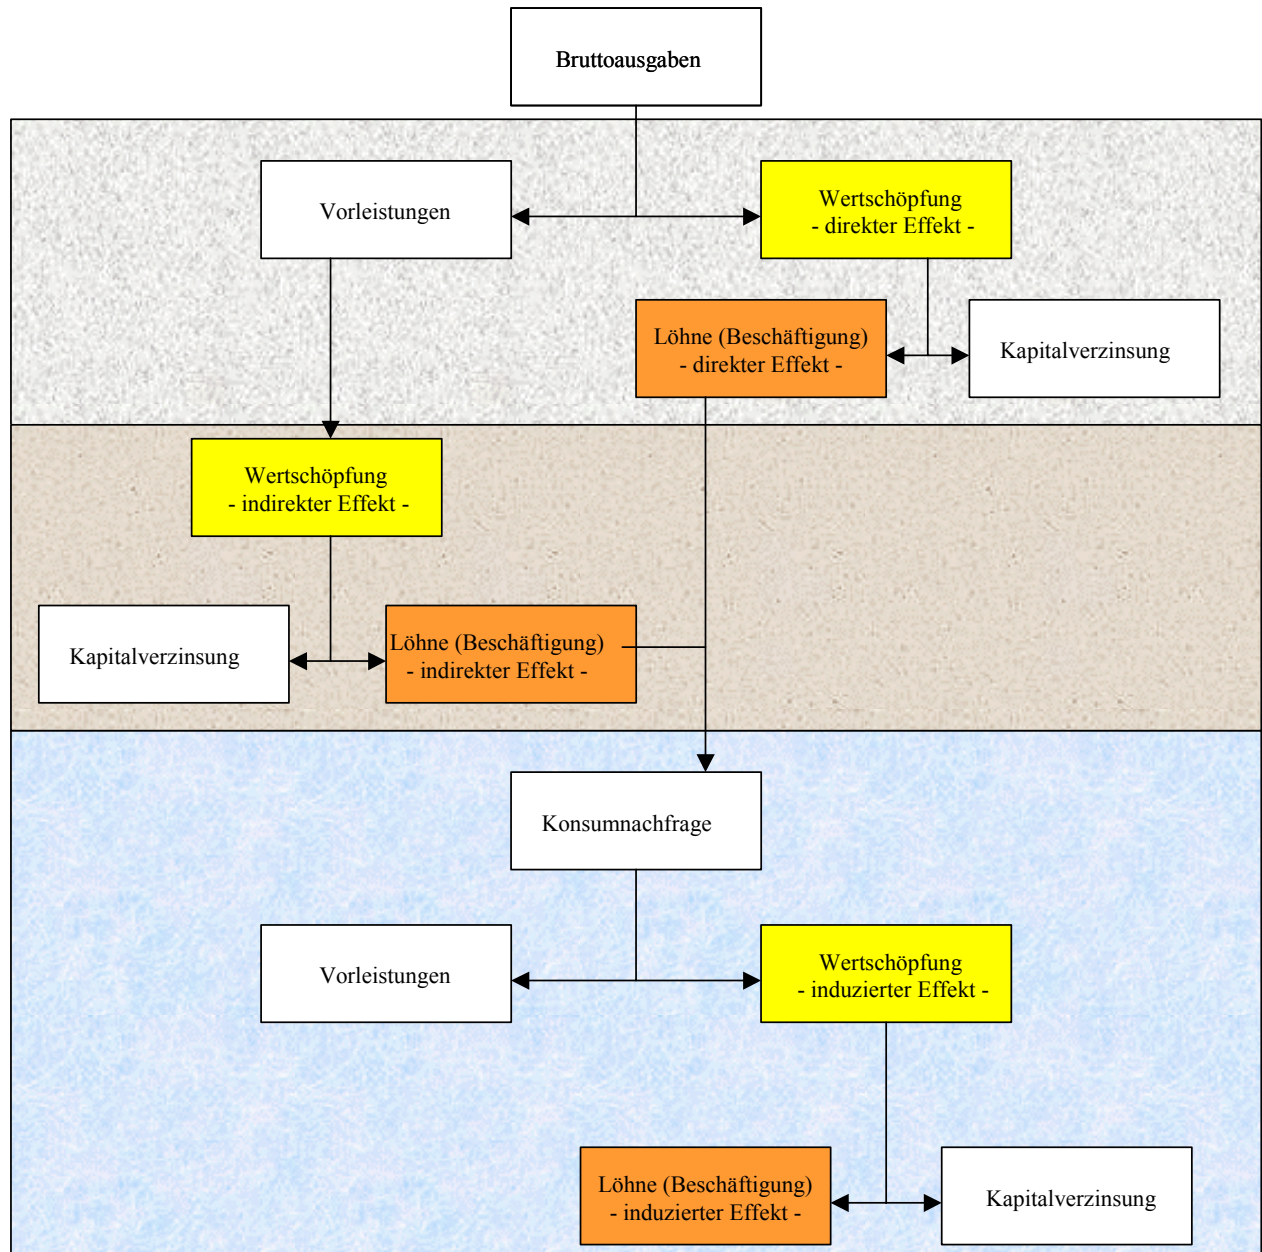 Bruttoausgaben
Vorleistungen
Wertschöpfung
- direkter Effekt -
Löhne (Beschäftigung)
- direkter Effekt -
Kapitalverzinsung
Wertschöpfung
- indirekter Effekt -
Kapitalverzinsung
Löhne (Beschäftigung)
- indirekter Effekt -
Konsumnachfrage
Vorleistungen
Wertschöpfung
- induzierter Effekt -
Löhne (Beschäftigung)
- induzierter Effekt -
Kapitalverzinsung